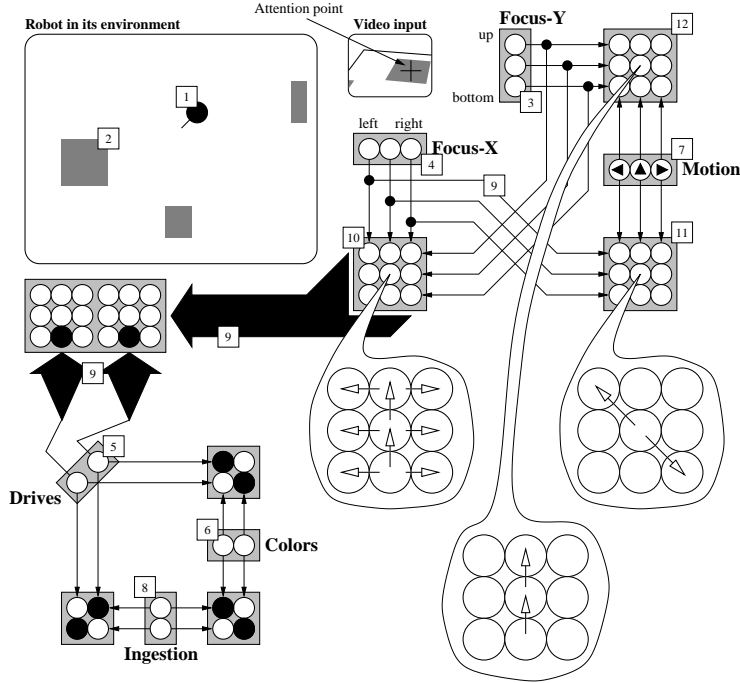 Attention point
Robot in its environment
Video input
Focus-Y
12
up
bottom
3
1
2
left right
Focus-X
4
9
7
Motion
10
11
9
9
5
Drives
6
Colors
8
Ingestion